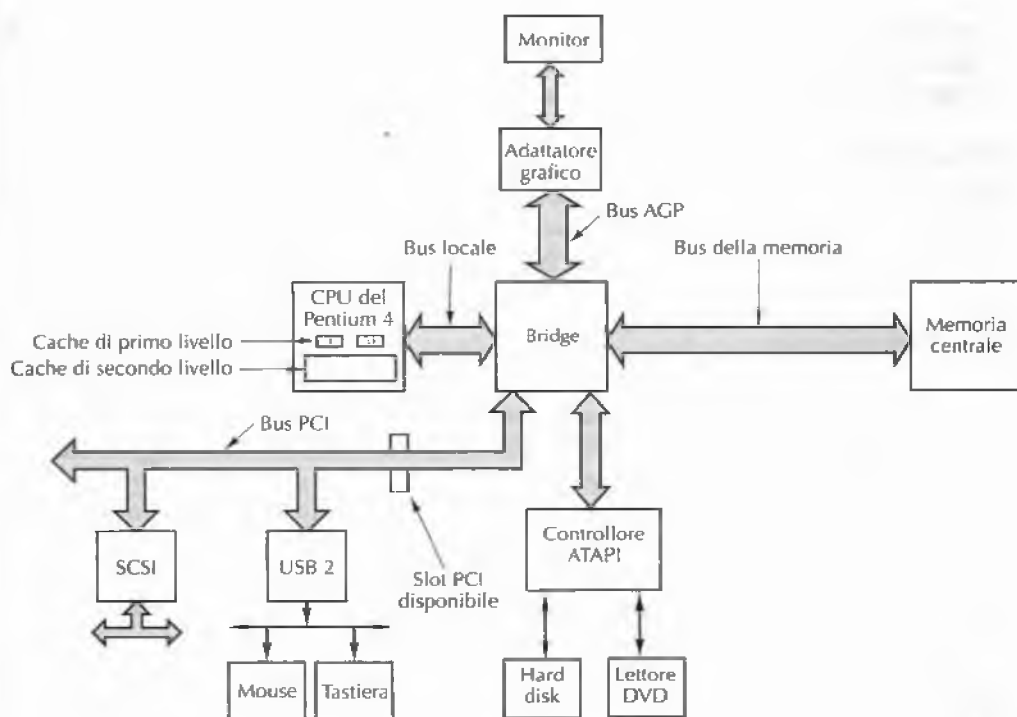 Monitor
Adattatore
grafico
Bus AGP
Bus locale
Bus della memoria
CPU del
Pentium 4
Cache di primo livello
Cache di secondo livello
Bridge
Memoria
centrale
Bus PCI
SCSI
USB 2
Slot PCI
disponibile
Controllore
ATAPI
Mouse
Tastiera
Hard
disk
Lettore
DVD